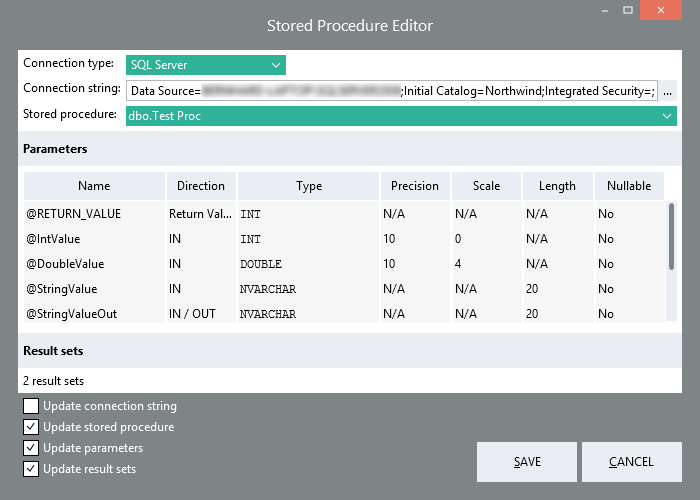 Stored Procedure Editor
Connection type: SQL Server
Connection string: Data Source= ;Initial Catalog=Northwind;Integrated Security=; ...
Stored procedure: dbo.Test Proc
Parameters
Name Direction Type Precision Scale Length Nullable
@RETURN_VALUE Return Val... INT N/A N/A N/A No
@IntValue IN INT 10 0 N/A No
@DoubleValue IN DOUBLE 10 4 N/A No
@StringValue IN NVARCHAR N/A N/A 20 No
@StringValueOut IN / OUT NVARCHAR N/A N/A 20 No
Result sets
2 result sets
Update connection string
Update stored procedure
Update parameters
Update result sets
SAVE CANCEL